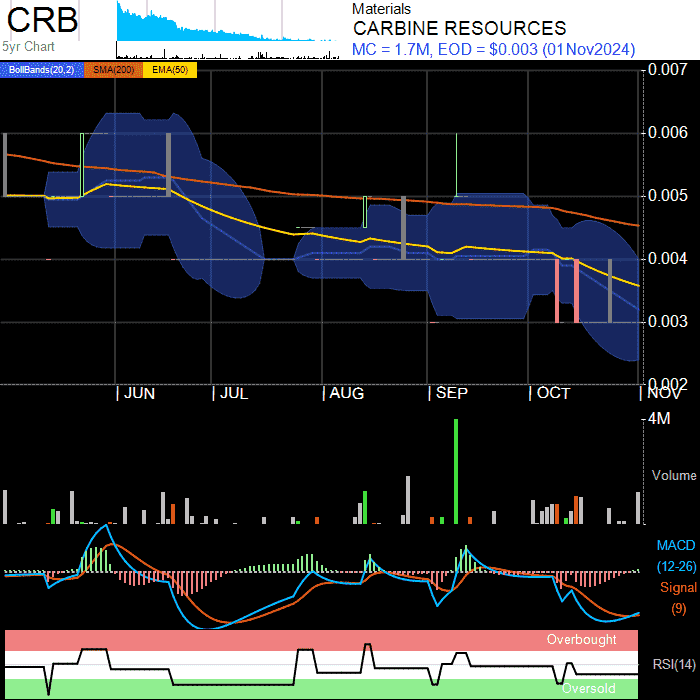 CRB
5yr Chart
Materials
CARBINE RESOURCES
MC = 1.7M, EOD = $0.003 (01Nov2024)
BollBands(20,2) SMA(200) EMA(50)
0.007
0.006
0.005
0.004
0.003
0.002
| JUN | JUL | AUG | SEP | OCT | NOV
4M
Volume
MACD
(12-26)
Signal
(9)
Overbought
RSI(14)
Oversold